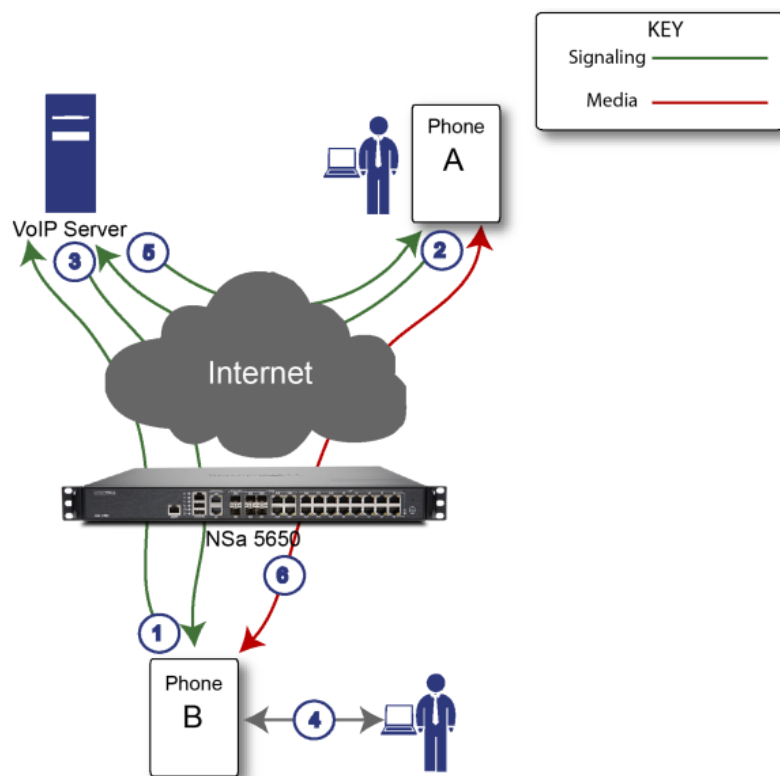 KEY
Signaling
Media
Phone
A
VoIP Server
3
5
2
Internet
NSa 5650
6
1
Phone
B
4